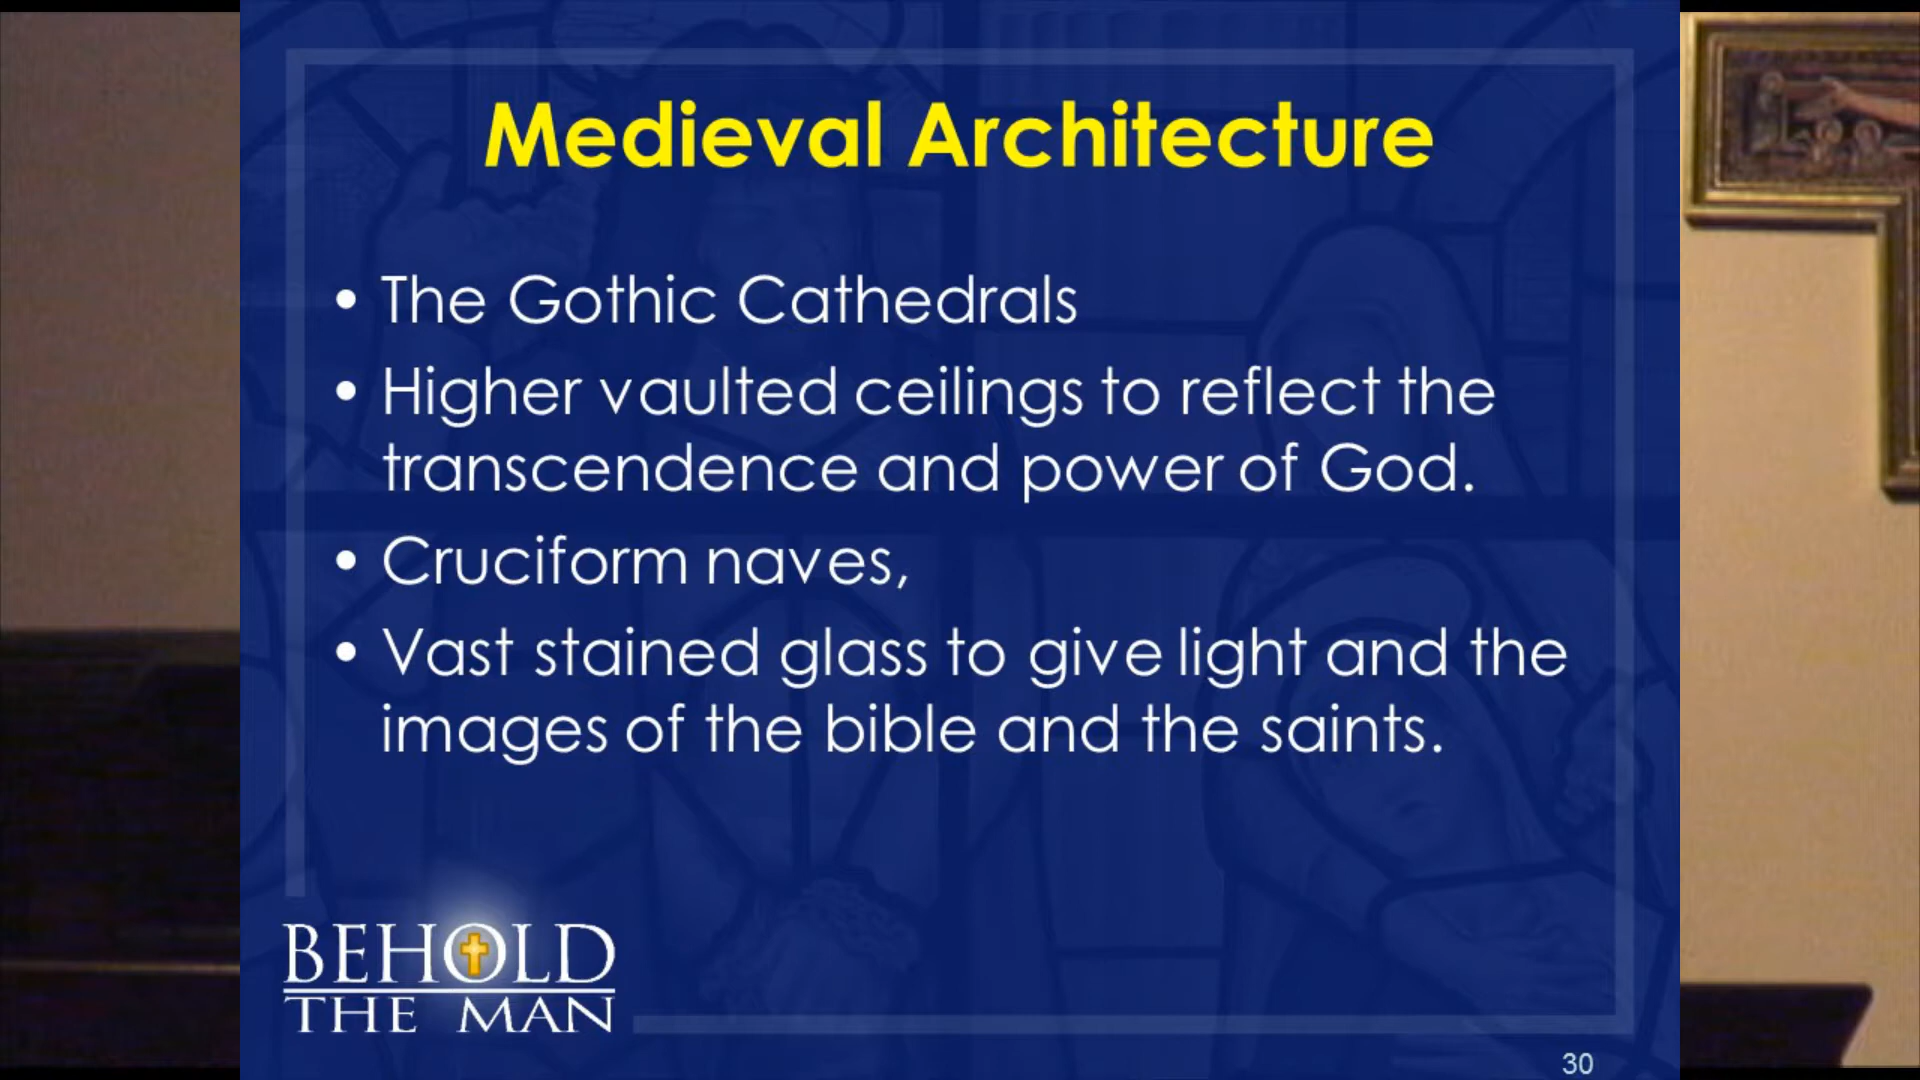 Medieval Architecture
• The Gothic Cathedrals
• Higher vaulted ceilings to reflect the
transcendence and power of God.
• Cruciform naves,
• Vast stained glass to give light and the
images of the bible and the saints.
BEHOLD
THE MAN
30